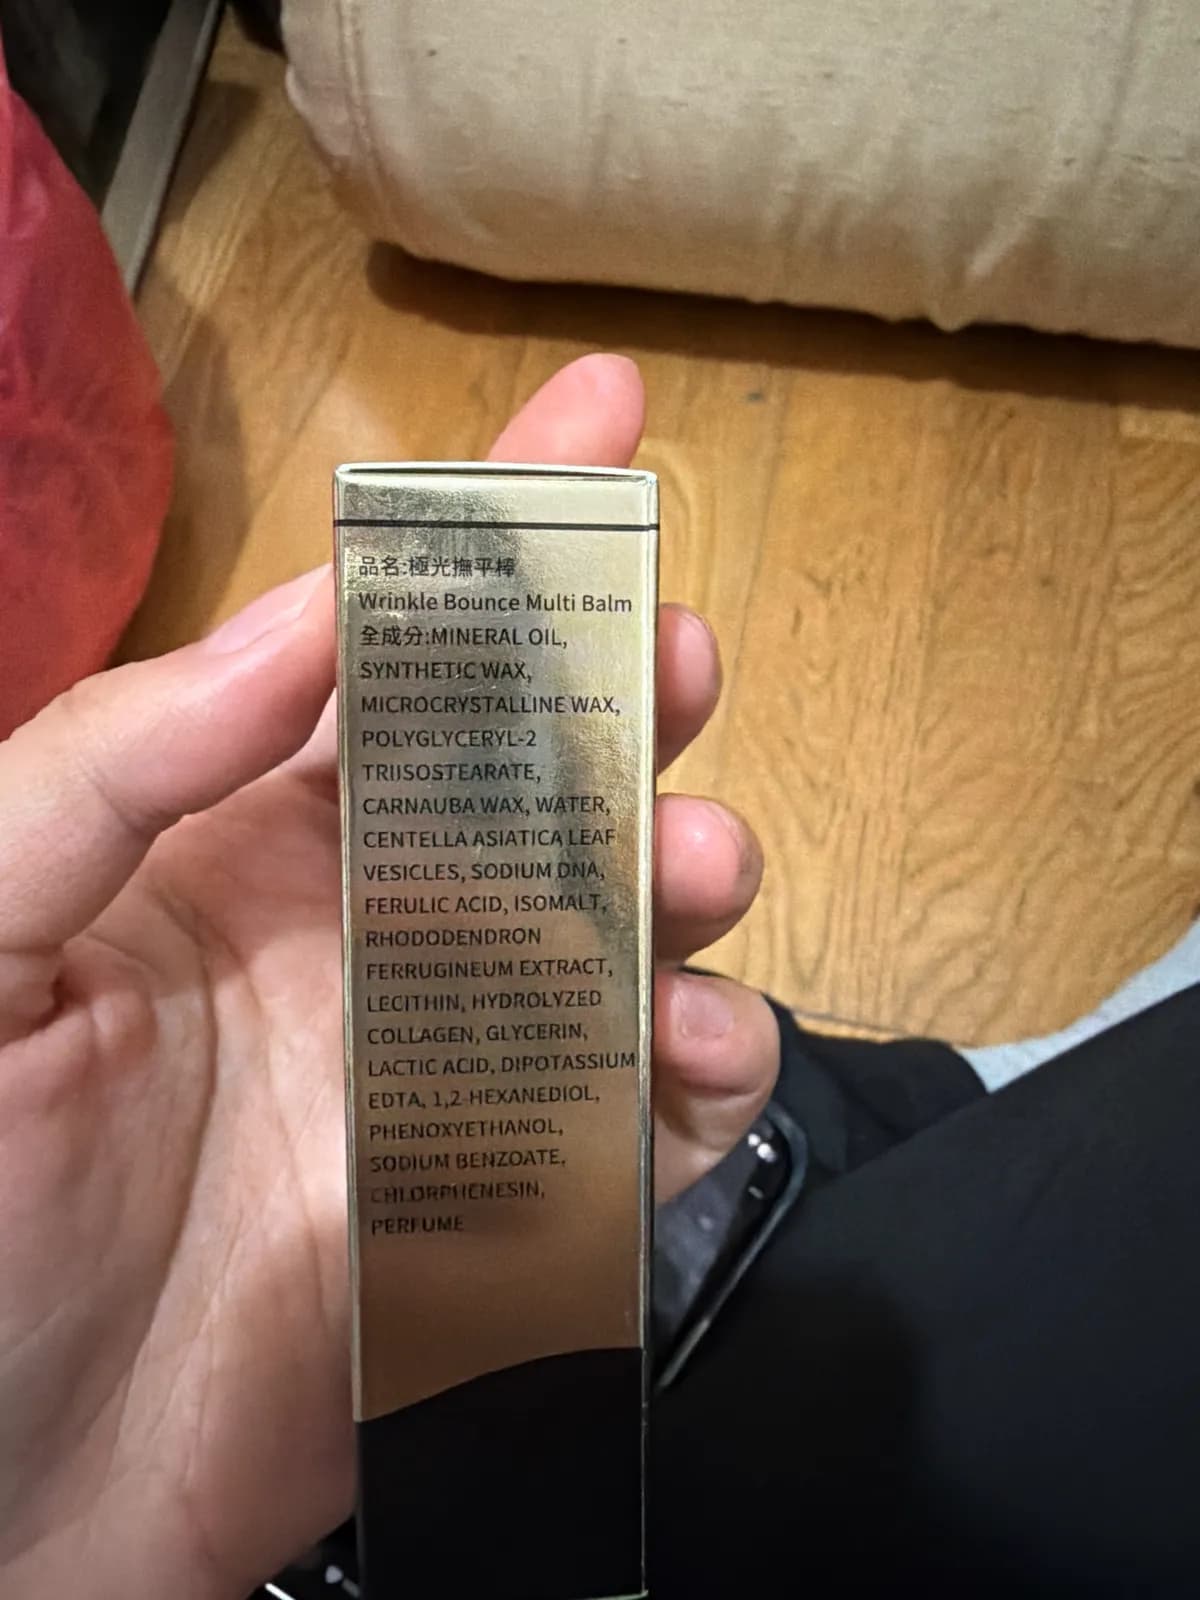 品名:極光撫平棒
Wrinkle Bounce Multi Balm
全成分:MINERAL OIL,
SYNTHETIC WAX,
MICROCRYSTALLINE WAX,
POLYGLYCERYL-2
TRIISOSTEARATE,
CARNAUBA WAX, WATER,
CENTELLA ASIATICA LEAF
VESICLES, SODIUM DNA,
FERULIC ACID, ISOMALT,
RHODODENDRON
FERRUGINEUM EXTRACT,
LECITHIN, HYDROLYZED
COLLAGEN, GLYCERIN,
LACTIC ACID, DIPOTASSIUM
EDTA, 1,2-HEXANEDIOL,
PHENOXYETHANOL,
SODIUM BENZOATE,
CHLORPHENESIN,
PERFUME